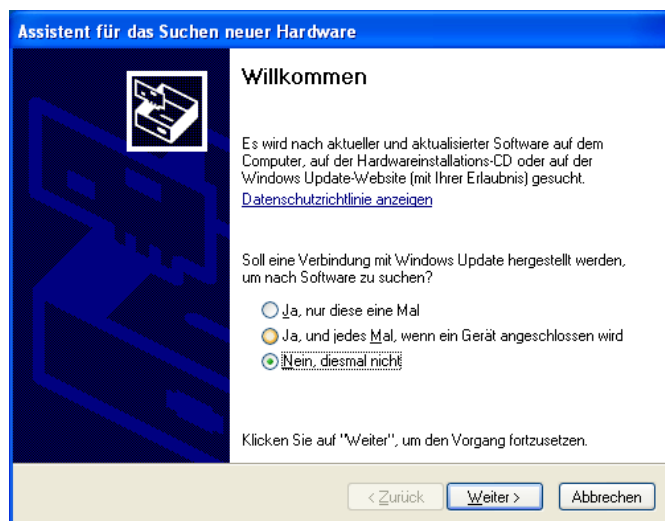 Assistent für das Suchen neuer Hardware
Willkommen
Es wird nach aktueller und aktualisierter Software auf dem
Computer, auf der Hardwareinstallations-CD oder auf der
Windows Update-Website (mit Ihrer Erlaubnis) gesucht.
Datenschutzrichtlinie anzeigen
Soll eine Verbindung mit Windows Update hergestellt werden,
um nach Software zu suchen?
Ja, nur diese eine Mal
Ja, und jedes Mal, wenn ein Gerät angeschlossen wird
Nein, diesmal nicht
Klicken Sie auf "Weiter", um den Vorgang fortzusetzen.
< Zurück Weiter > Abbrechen